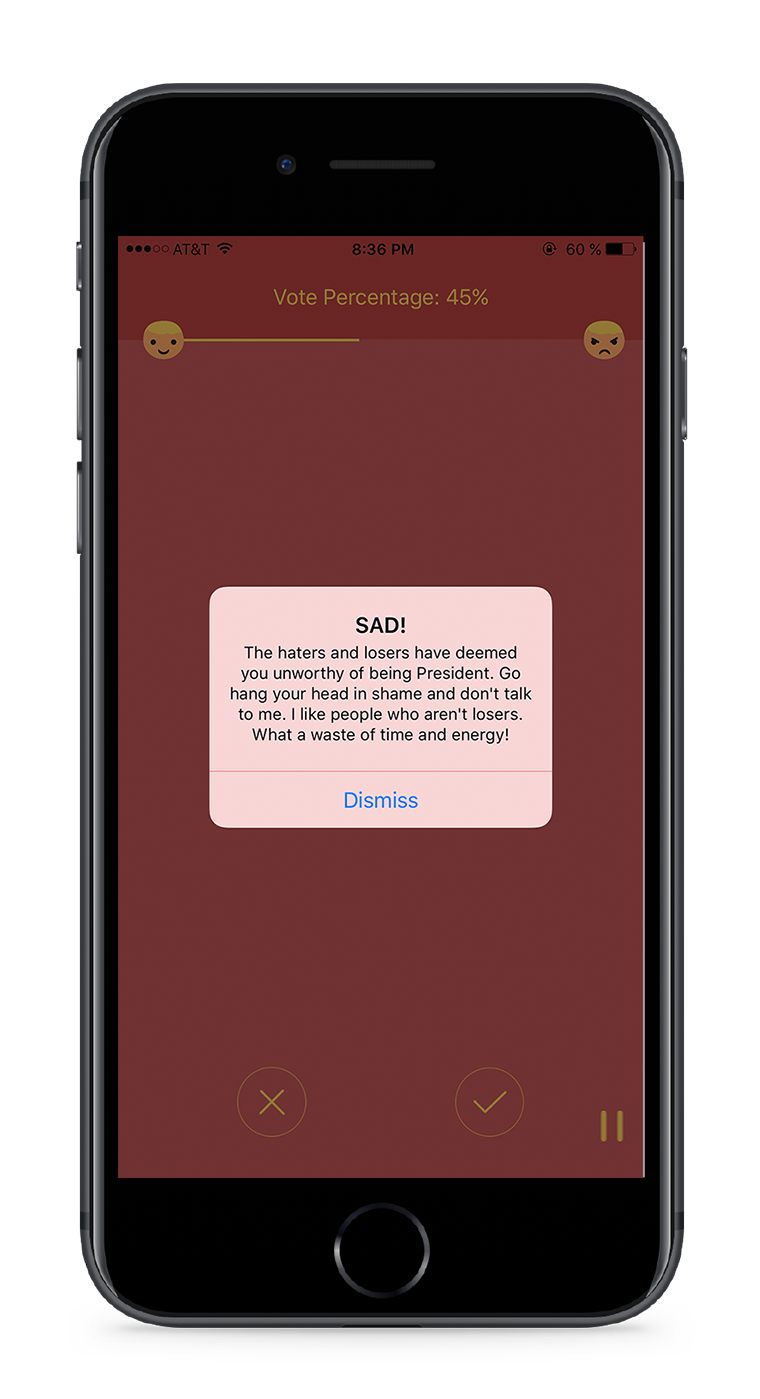 AT&T 8:36 PM 60 %
Vote Percentage: 45%
SAD!
The haters and losers have deemed
you unworthy of being President. Go
hang your head in shame and don't talk
to me. I like people who aren't losers.
What a waste of time and energy!
Dismiss